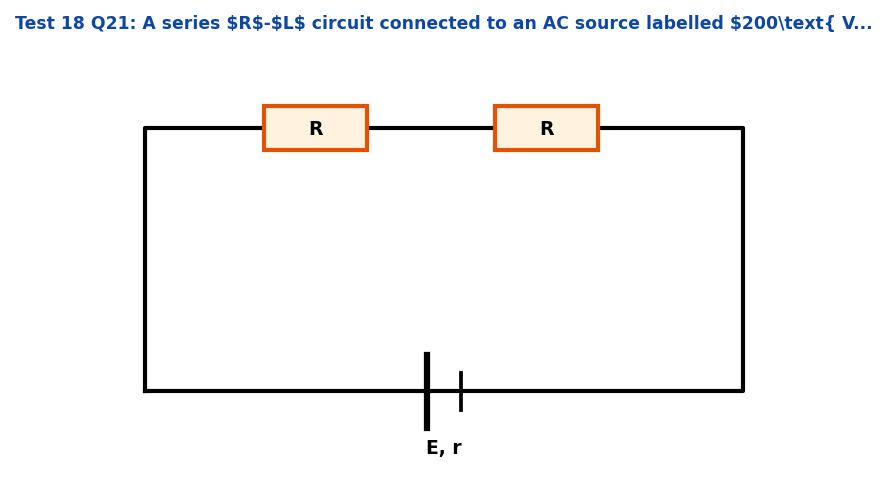 Test 18 Q21: A series $R$-$L$ circuit connected to an AC source labelled $200\text{ V...
R R
E, r